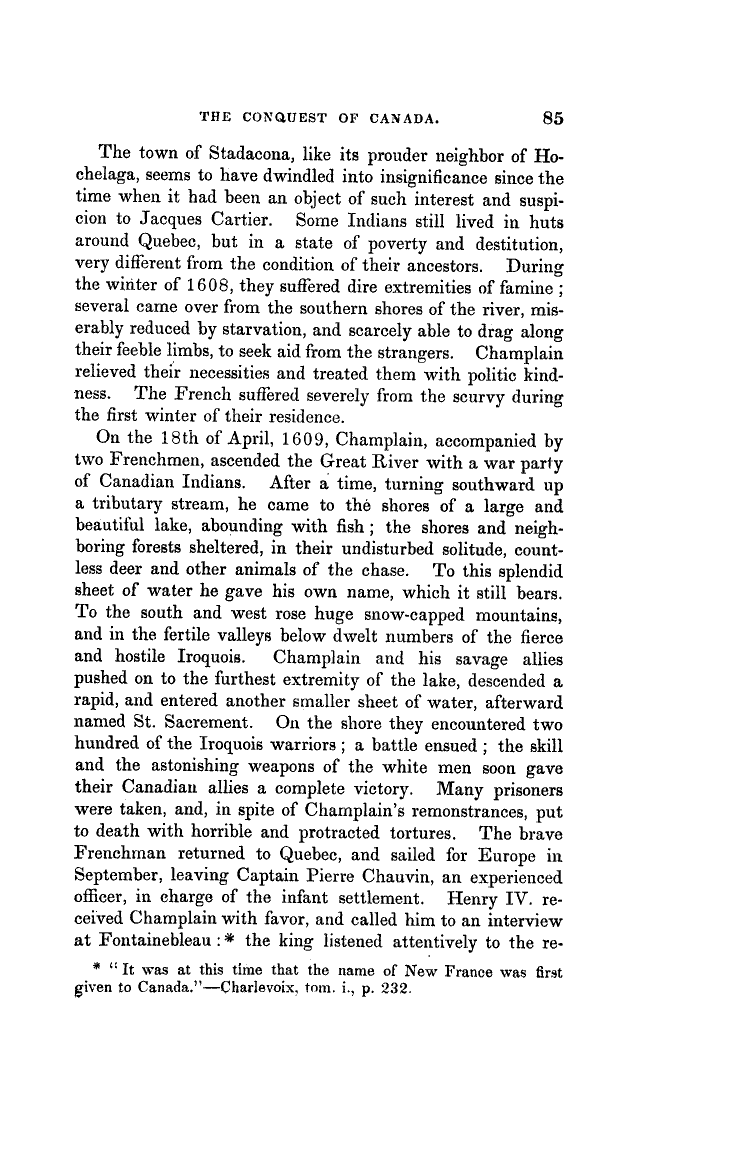 THE CONQUEST OF CANADA. 85
The town of Stadacona, like its prouder neighbor of Ho-
chelaga, seems to have dwindled into insignificance since the
time when it had been an object of such interest and suspi-
cion to Jacques Cartier. Some Indians still lived in huts
around Quebec, but in a state of poverty and destitution,
very different from the condition of their ancestors. During
the winter of 1608, they suffered dire extremities of famine ;
several came over from the southern shores of the river, mis-
erably reduced by starvation, and scarcely able to drag along
their feeble limbs, to seek aid from the strangers. Champlain
relieved their necessities and treated them with politic kind-
ness. The French suffered severely from the scurvy during
the first winter of their residence.
On the 18th of April, 1609, Champlain, accompanied by
two Frenchmen, ascended the Great River with a war party
of Canadian Indians. After a time, turning southward up
a tributary stream, he came to the shores of a large and
beautiful lake, abounding with fish ; the shores and neigh-
boring forests sheltered, in their undisturbed solitude, count-
less deer and other animals of the chase. To this splendid
sheet of water he gave his own name, which it still bears.
To the south and west rose huge snow-capped mountains,
and in the fertile valleys below dwelt numbers of the fierce
and hostile Iroquois. Champlain and his savage allies
pushed on to the furthest extremity of the lake, descended a
rapid, and entered another smaller sheet of water, afterward
named St. Sacrement. On the shore they encountered two
hundred of the Iroquois warriors ; a battle ensued ; the skill
and the astonishing weapons of the white men soon gave
their Canadian allies a complete victory. Many prisoners
were taken, and, in spite of Champlain's remonstrances, put
to death with horrible and protracted tortures. The brave
Frenchman returned to Quebec, and sailed for Europe in
September, leaving Captain Pierre Chauvin, an experienced
officer, in charge of the infant settlement. Henry IV. re-
ceived Champlain with favor, and called him to an interview
at Fontainebleau :* the king listened attentively to the re-
* "It was at this time that the name of New France was first
given to Canada."—Charlevoix, tom. i., p. 232.